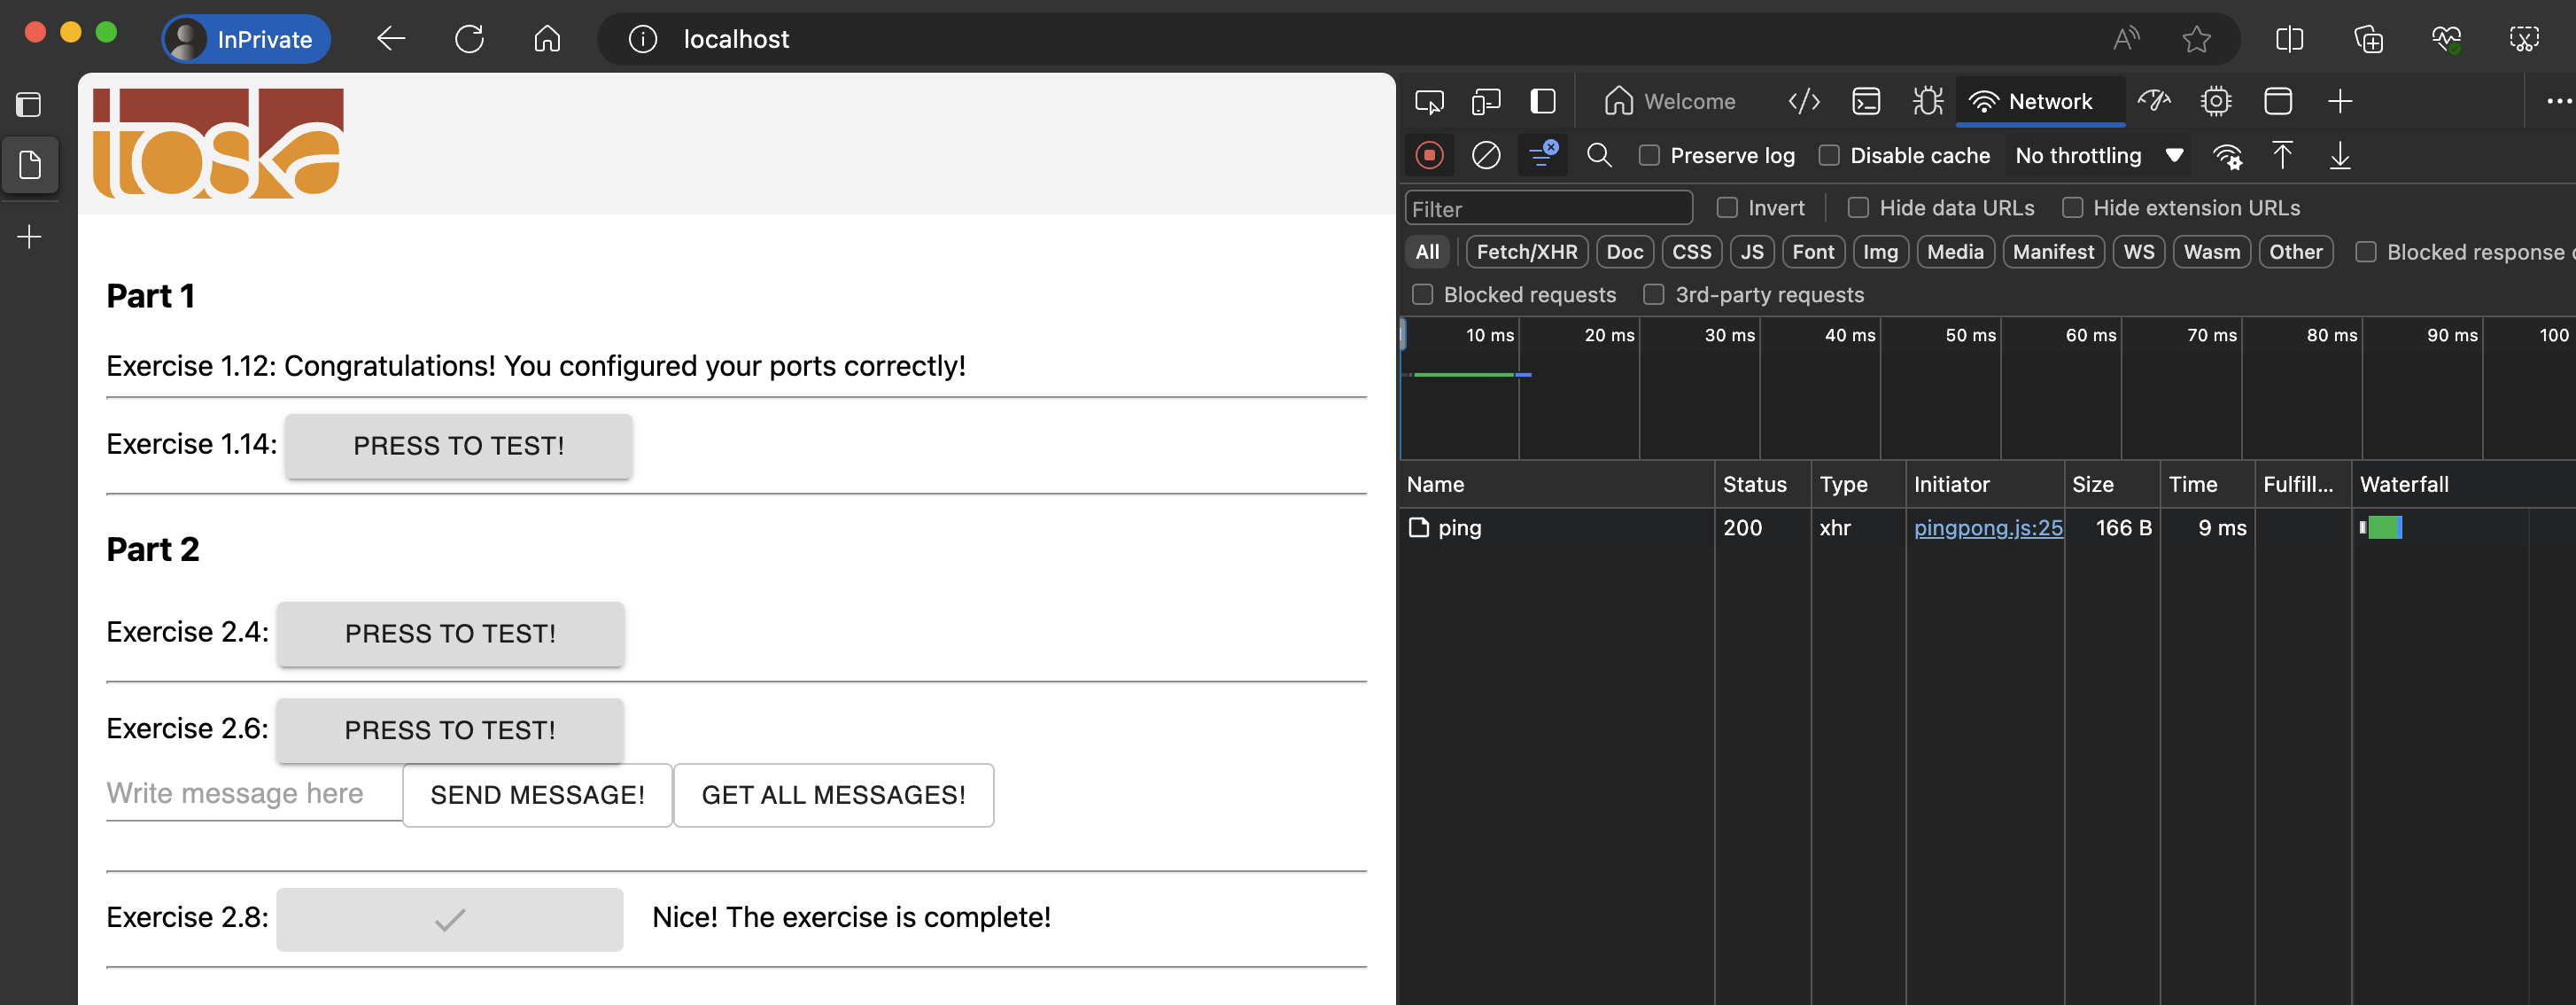 InPrivate
localhost
toska
Part 1
Exercise 1.12: Congratulations! You configured your ports correctly!
Exercise 1.14: PRESS TO TEST!
Part 2
Exercise 2.4: PRESS TO TEST!
Exercise 2.6: PRESS TO TEST!
Write message here SEND MESSAGE! GET ALL MESSAGES!
Exercise 2.8: Nice! The exercise is complete!
Welcome Network
Preserve log Disable cache No throttling
Filter Invert Hide data URLs Hide extension URLs
All Fetch/XHR Doc CSS JS Font Img Media Manifest WS Wasm Other Blocked response
Blocked requests 3rd-party requests
10 ms 20 ms 30 ms 40 ms 50 ms 60 ms 70 ms 80 ms 90 ms 100
Name Status Type Initiator Size Time Fulfill... Waterfall
ping 200 xhr pingpong.js:25 166 B 9 ms